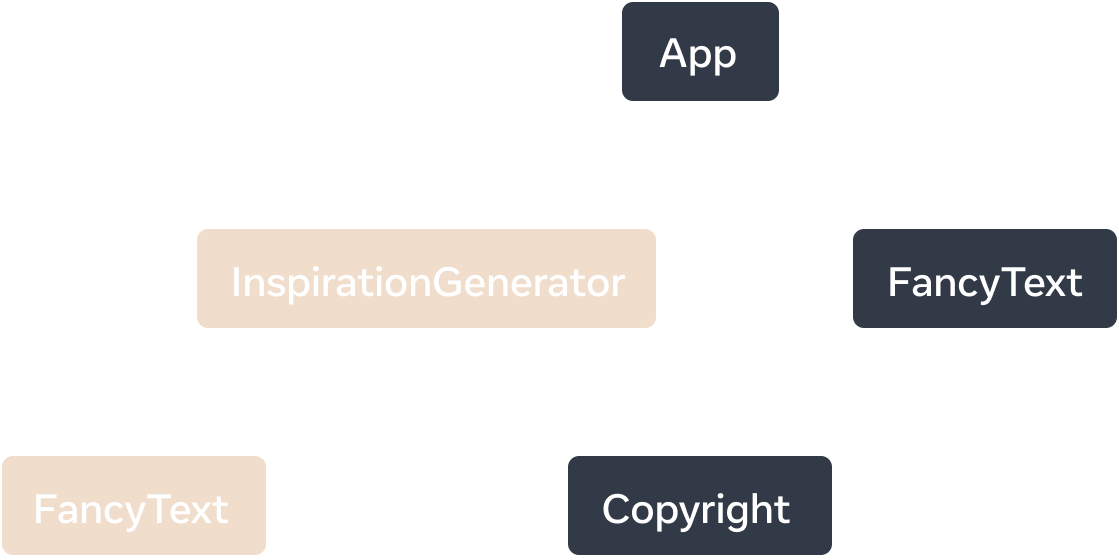 App
InspirationGenerator
FancyText
FancyText
Copyright